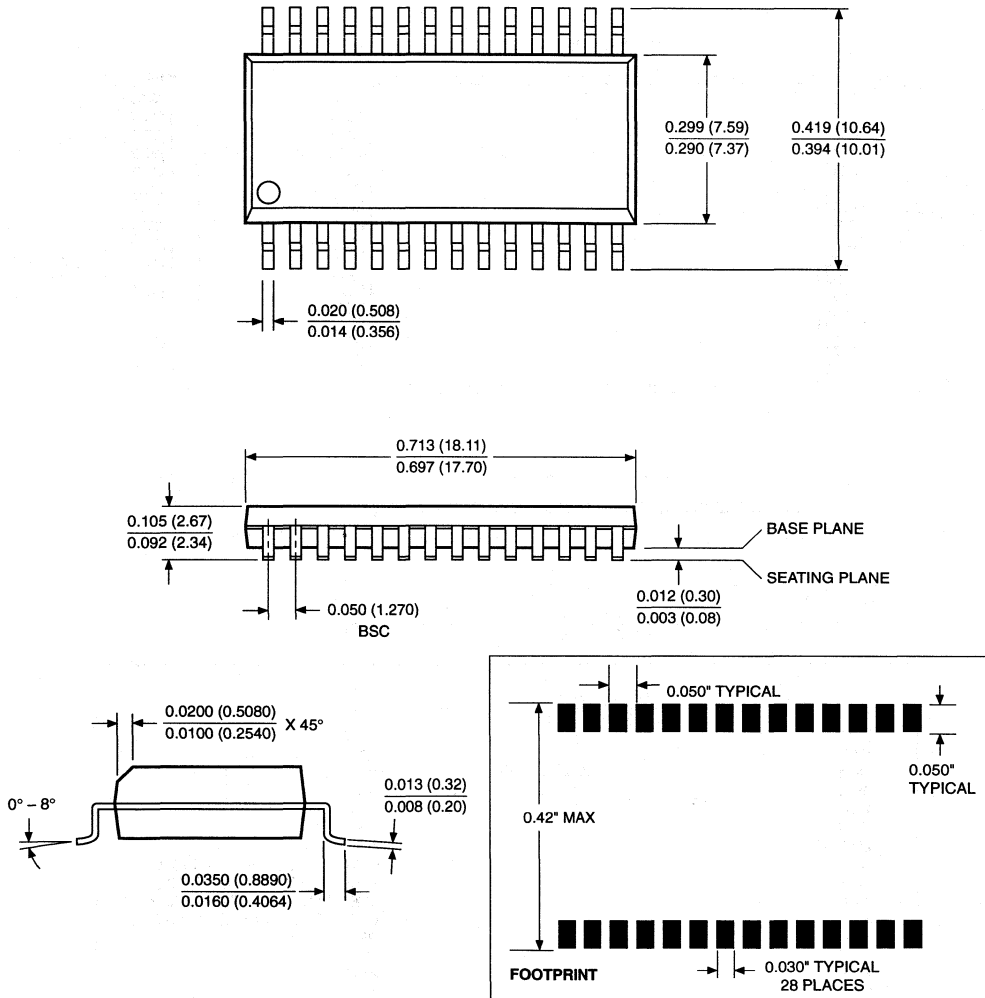 0.299 (7.59)
0.290 (7.37)
0.419 (10.64)
0.394 (10.01)
0.020 (0.508)
0.014 (0.356)
0.713 (18.11)
0.697 (17.70)
0.105 (2.67)
0.092 (2.34)
BASE PLANE
SEATING PLANE
0.050 (1.270)
BSC
0.012 (0.30)
0.003 (0.08)
0.0200 (0.5080)
0.0100 (0.2540)
X 45°
0° – 8°
0.013 (0.32)
0.008 (0.20)
0.0350 (0.8890)
0.0160 (0.4064)
0.050" TYPICAL
0.050"
TYPICAL
0.42" MAX
0.030" TYPICAL
28 PLACES
FOOTPRINT